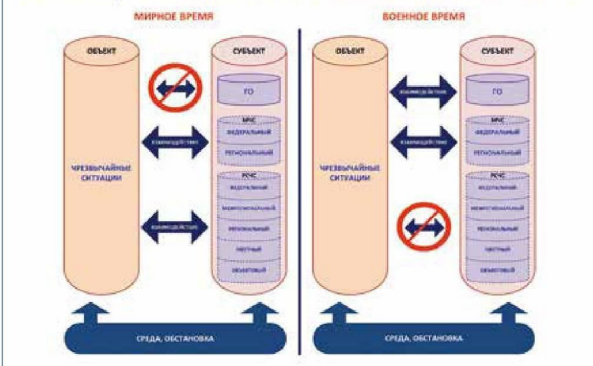 МИРНОЕ ВРЕМЯ
ОБЪЕКТ
СУБЪЕКТ
ГО
ВЗАИМОДЕЙСТВИЕ
МЧС
ФЕДЕРАЛЬНЫЙ
РЕГИОНАЛЬНЫЙ
ЧРЕЗВЫЧАЙНЫЕ
СИТУАЦИИ
ВЗАИМОДЕЙСТВИЕ
РСЧС
ФЕДЕРАЛЬНЫЙ
МЕЖРЕГИОНАЛЬНЫЙ
РЕГИОНАЛЬНЫЙ
МЕСТНЫЙ
ОБЪЕКТОВЫЙ
СРЕДА, ОБСТАНОВКА
ВОЕННОЕ ВРЕМЯ
ОБЪЕКТ
СУБЪЕКТ
ВЗАИМОДЕЙСТВИЕ
ГО
ВЗАИМОДЕЙСТВИЕ
МЧС
ФЕДЕРАЛЬНЫЙ
РЕГИОНАЛЬНЫЙ
ЧРЕЗВЫЧАЙНЫЕ
СИТУАЦИИ
РСЧС
ФЕДЕРАЛЬНЫЙ
МЕЖРЕГИОНАЛЬНЫЙ
РЕГИОНАЛЬНЫЙ
МЕСТНЫЙ
ОБЪЕКТОВЫЙ
СРЕДА, ОБСТАНОВКА